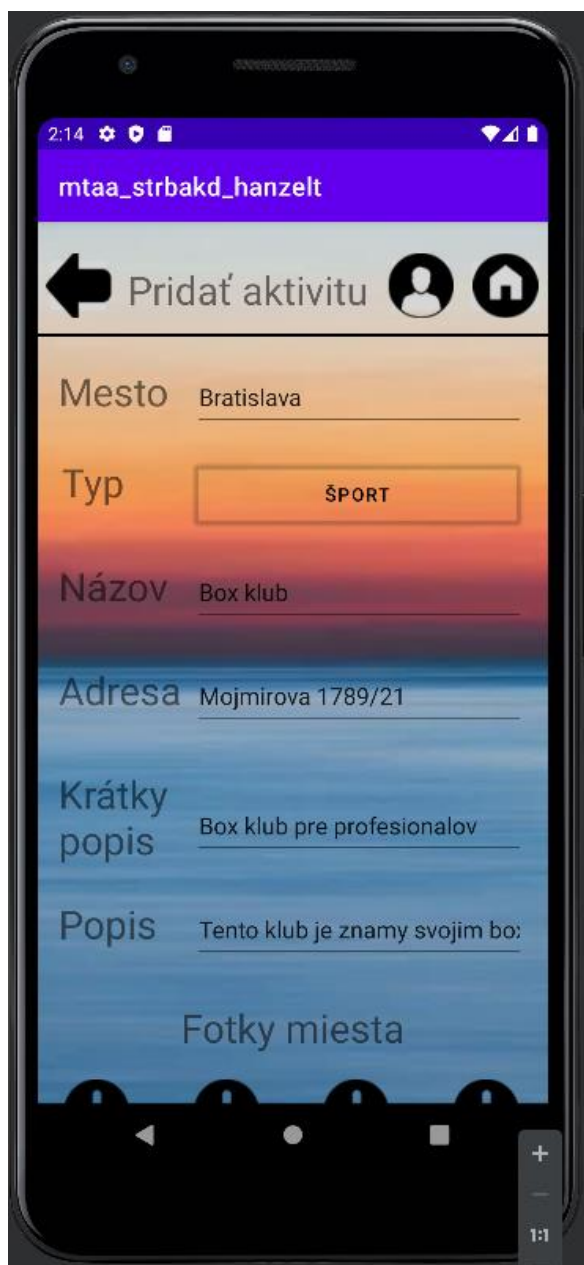 2:14
mtaa_strbakd_hanzelt
Pridať aktivitu
Mesto Bratislava
Typ ŠPORT
Názov Box klub
Adresa Mojmirova 1789/21
Krátky
popis Box klub pre profesionalov
Popis Tento klub je znamy svojim box
Fotky miesta
1:1